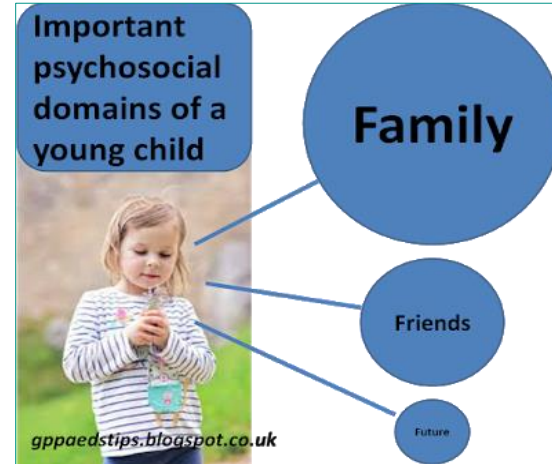 Important
psychosocial
domains of a
young child
Family
Friends
Future
gppaedstips.blogspot.co.uk